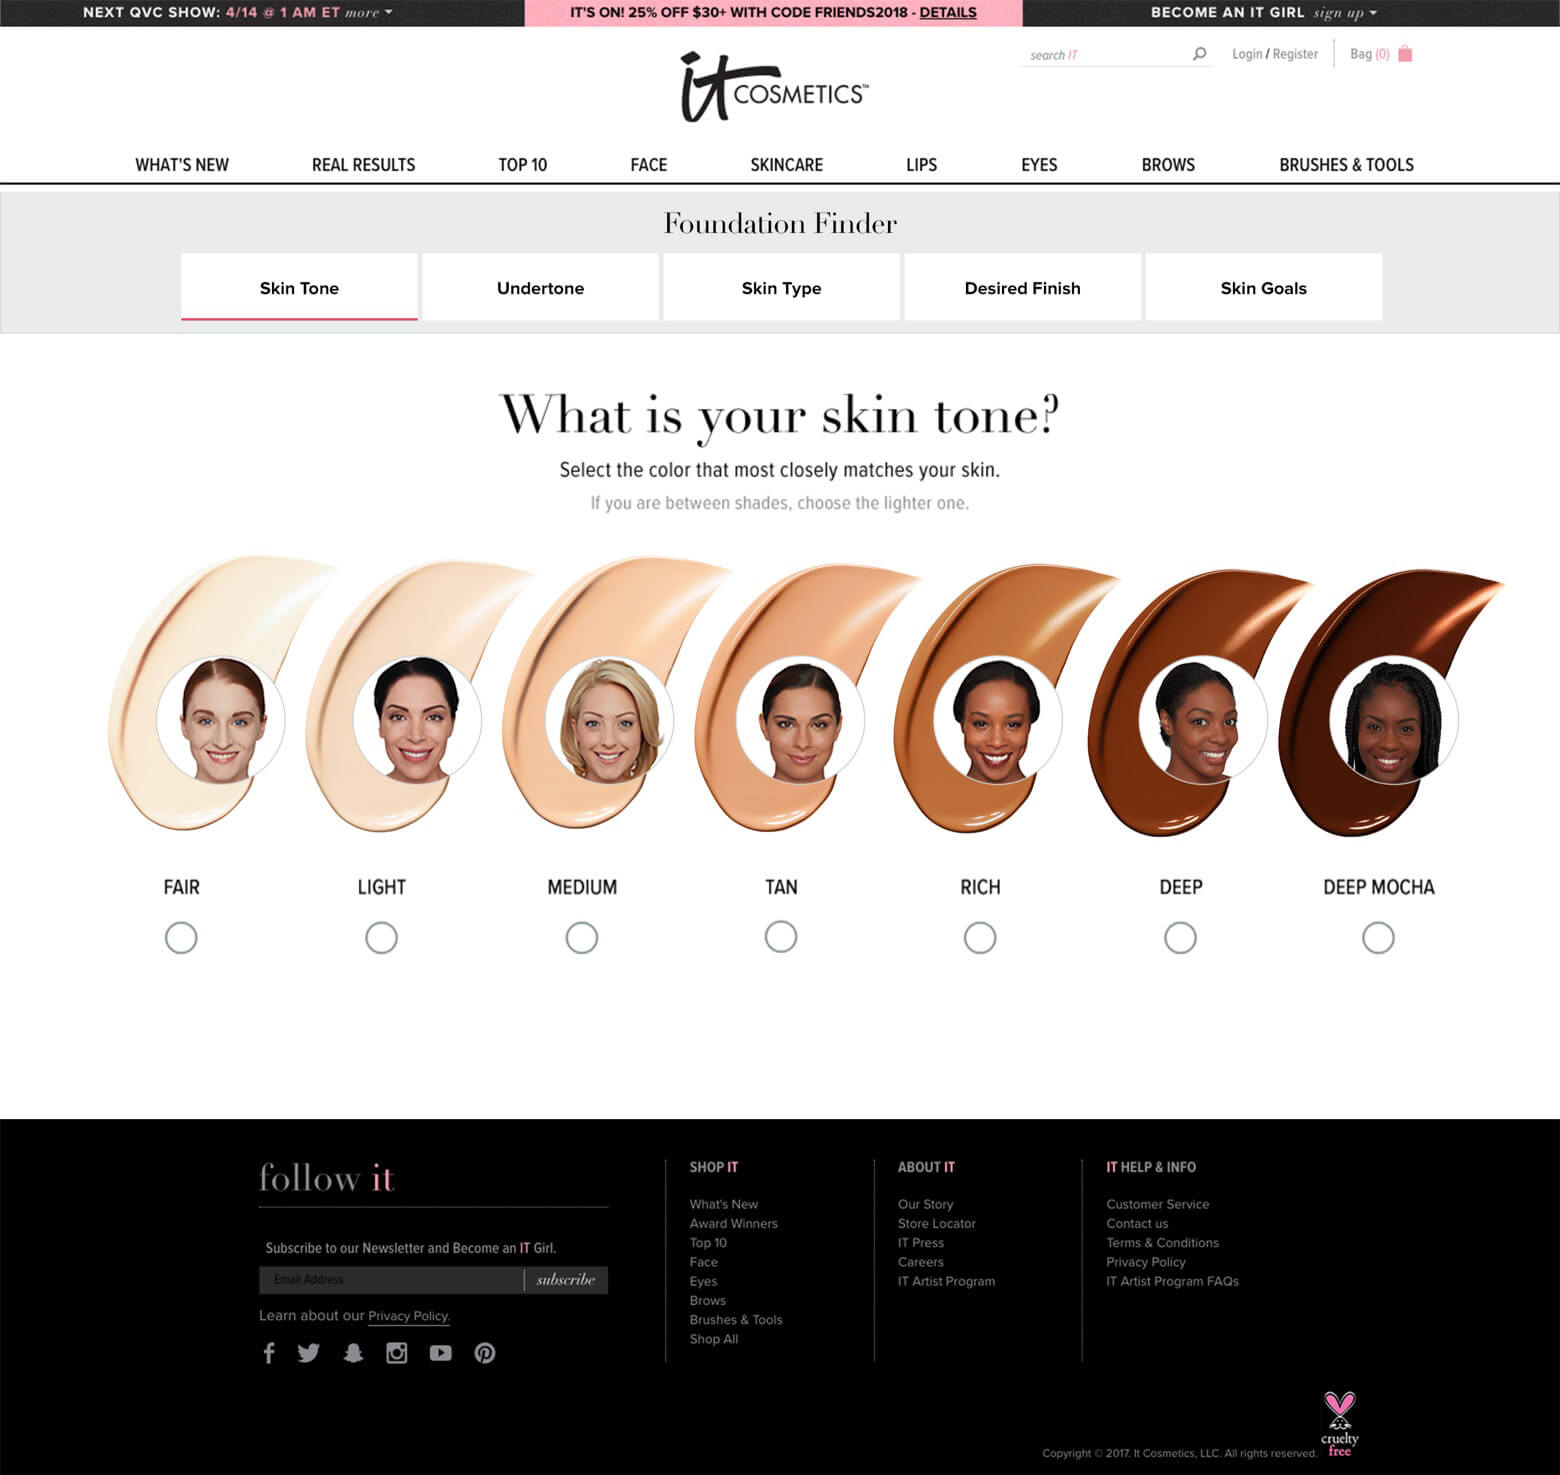 NEXT QVC SHOW: 4/14 @ 1 AM ET more
IT'S ON! 25% OFF $30+ WITH CODE FRIENDS2018 - DETAILS
BECOME AN IT GIRL sign up
search IT
Login / Register
Bag (0)
it COSMETICS™
WHAT'S NEW
REAL RESULTS
TOP 10
FACE
SKINCARE
LIPS
EYES
BROWS
BRUSHES & TOOLS
Foundation Finder
Skin Tone
Undertone
Skin Type
Desired Finish
Skin Goals
What is your skin tone?
Select the color that most closely matches your skin.
If you are between shades, choose the lighter one.
FAIR
LIGHT
MEDIUM
TAN
RICH
DEEP
DEEP MOCHA
follow it
Subscribe to our Newsletter and Become an IT Girl.
Email Address
subscribe
Learn about our Privacy Policy.
SHOP IT
What's New
Award Winners
Top 10
Face
Eyes
Brows
Brushes & Tools
Shop All
ABOUT IT
Our Story
Store Locator
IT Press
Careers
IT Artist Program
IT HELP & INFO
Customer Service
Contact us
Terms & Conditions
Privacy Policy
IT Artist Program FAQs
Copyright © 2017. It Cosmetics, LLC. All rights reserved.
cruelty
free